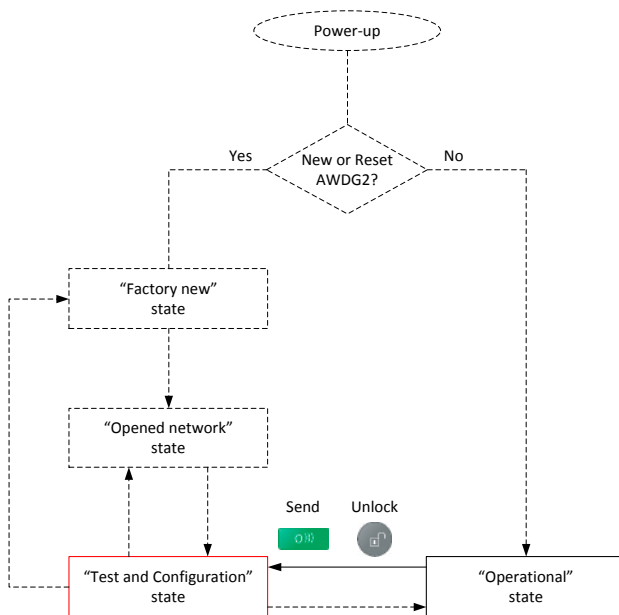 Power-up
New or Reset
AWDG2?
Yes
No
“Factory new”
state
“Opened network”
state
Send
Unlock
“Test and Configuration”
state
“Operational”
state